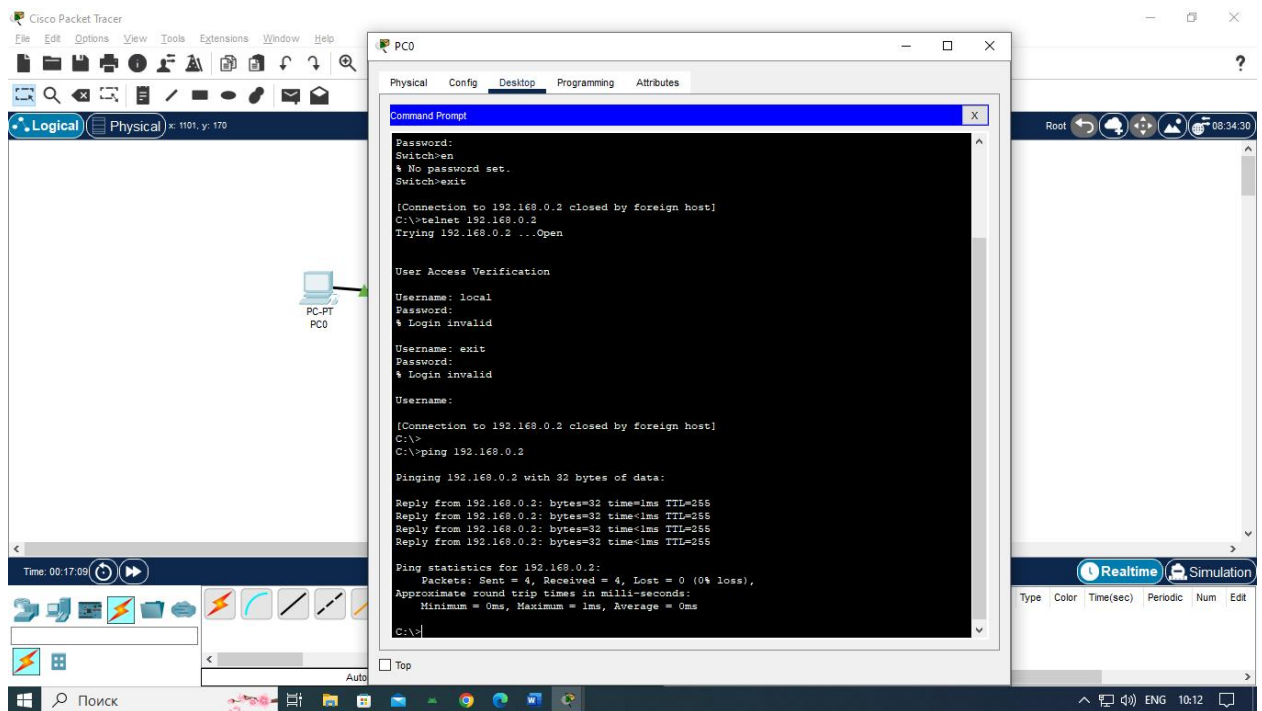 Cisco Packet Tracer
File Edit Options View Tools Extensions Window Help
?
Logical Physical x: 1101, y: 170
Root 08:34:30
PC-PT
PC0
PC0
Physical Config Desktop Programming Attributes
Command Prompt X
Password:
Switch>en
% No password set.
Switch>exit
[Connection to 192.168.0.2 closed by foreign host]
C:\>telnet 192.168.0.2
Trying 192.168.0.2 ...Open
User Access Verification
Username: local
Password:
% Login invalid
Username: exit
Password:
% Login invalid
Username:
[Connection to 192.168.0.2 closed by foreign host]
C:\>
C:\>ping 192.168.0.2
Pinging 192.168.0.2 with 32 bytes of data:
Reply from 192.168.0.2: bytes=32 time=1ms TTL=255
Reply from 192.168.0.2: bytes=32 time<1ms TTL=255
Reply from 192.168.0.2: bytes=32 time<1ms TTL=255
Reply from 192.168.0.2: bytes=32 time<1ms TTL=255
Ping statistics for 192.168.0.2:
Packets: Sent = 4, Received = 4, Lost = 0 (0% loss),
Approximate round trip times in milli-seconds:
Minimum = 0ms, Maximum = 1ms, Average = 0ms
C:\>
Top
Time: 00:17:09
Realtime Simulation
Type Color Time(sec) Periodic Num Edit
Auto
Поиск
ENG 10:12